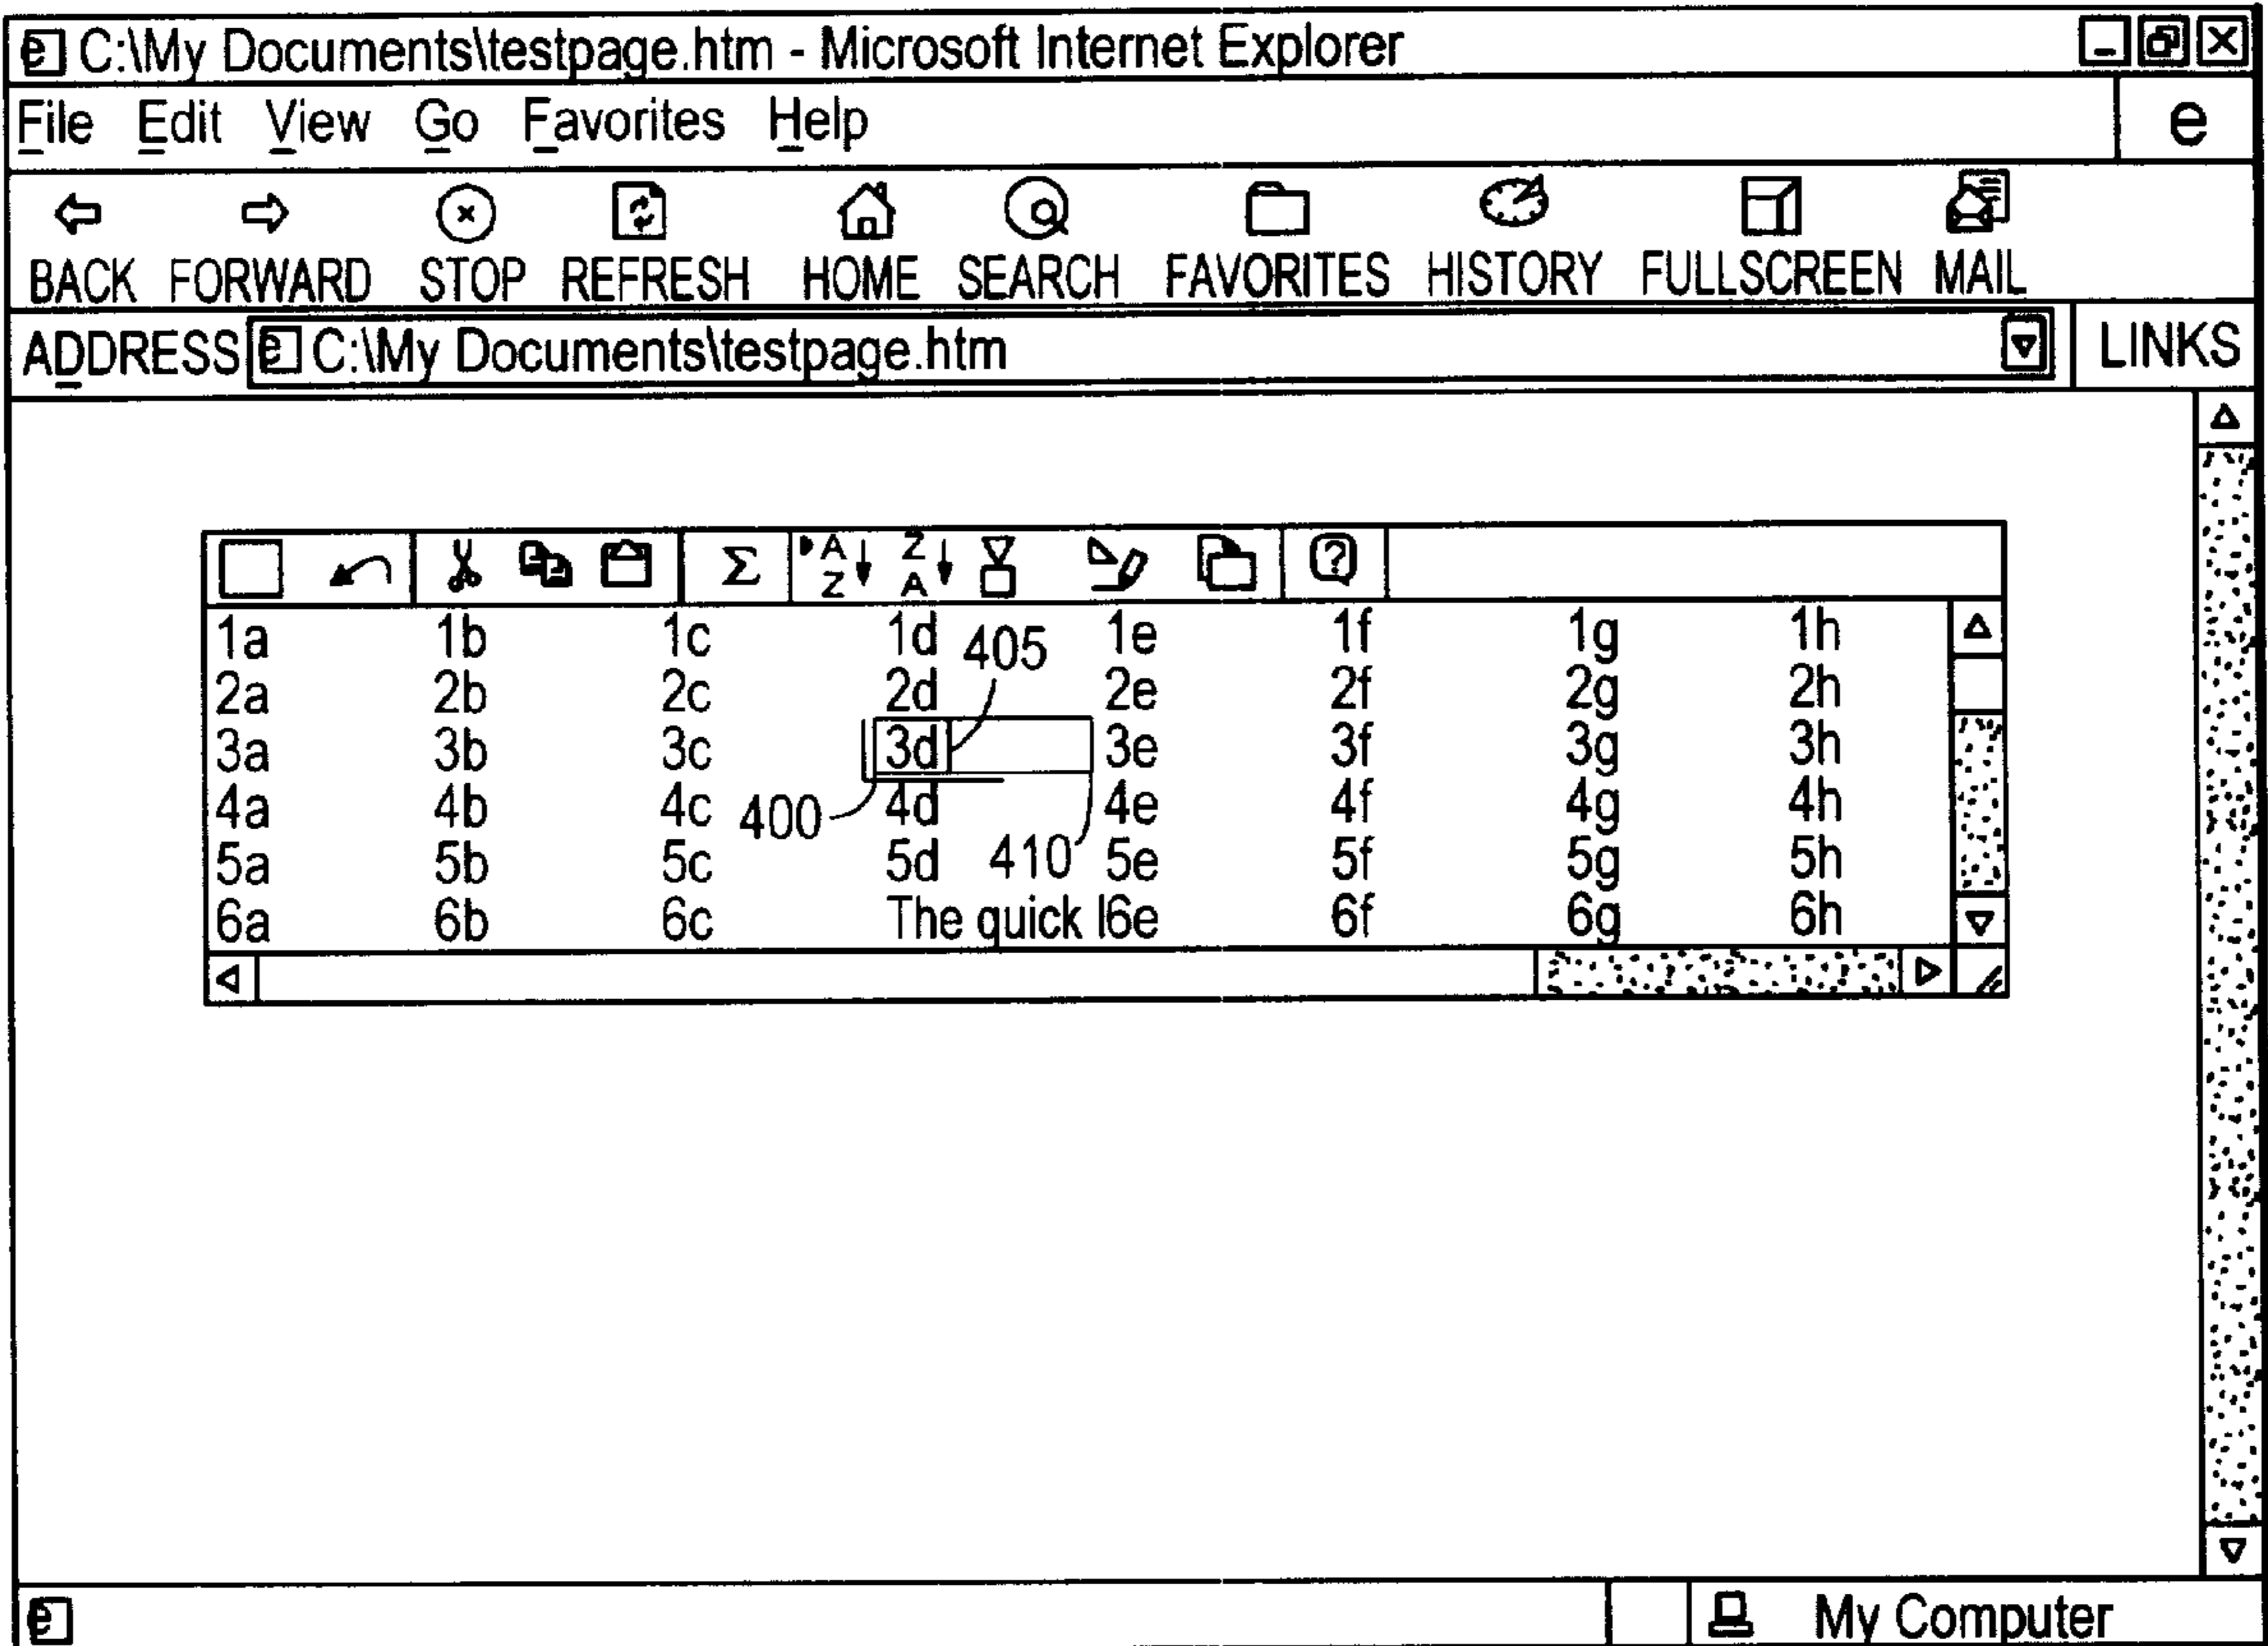 C:\My Documents\testpage.htm - Microsoft Internet Explorer
File Edit View Go Favorites Help e
BACK FORWARD STOP REFRESH HOME SEARCH FAVORITES HISTORY FULLSCREEN MAIL
ADDRESS C:\My Documents\testpage.htm LINKS
Σ A Z Z A ?
1a 1b 1c 1d 405 1e 1f 1g 1h
2a 2b 2c 2d 2e 2f 2g 2h
3a 3b 3c 3d 3e 3f 3g 3h
4a 4b 4c 400 4d 4e 4f 4g 4h
5a 5b 5c 5d 410 5e 5f 5g 5h
6a 6b 6c The quick l6e 6f 6g 6h
My Computer